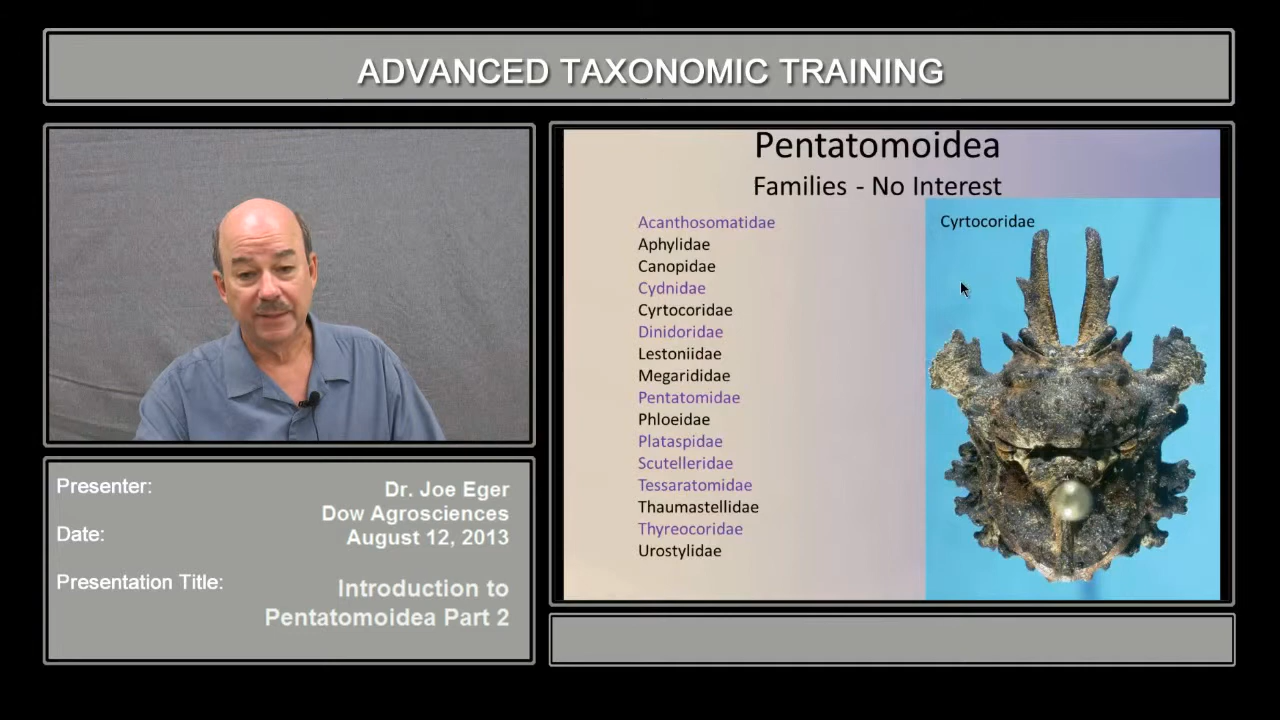 ADVANCED TAXONOMIC TRAINING
Presenter:
Dr. Joe Eger
Dow Agrosciences
Date:
August 12, 2013
Presentation Title:
Introduction to
Pentatomoidea Part 2
Pentatomoidea
Families - No Interest
Acanthosomatidae
Aphylidae
Canopidae
Cydnidae
Cyrtocoridae
Dinidoridae
Lestoniidae
Megarididae
Pentatomidae
Phloeidae
Plataspidae
Scutelleridae
Tessaratomidae
Thaumastellidae
Thyreocoridae
Urostylidae
Cyrtocoridae